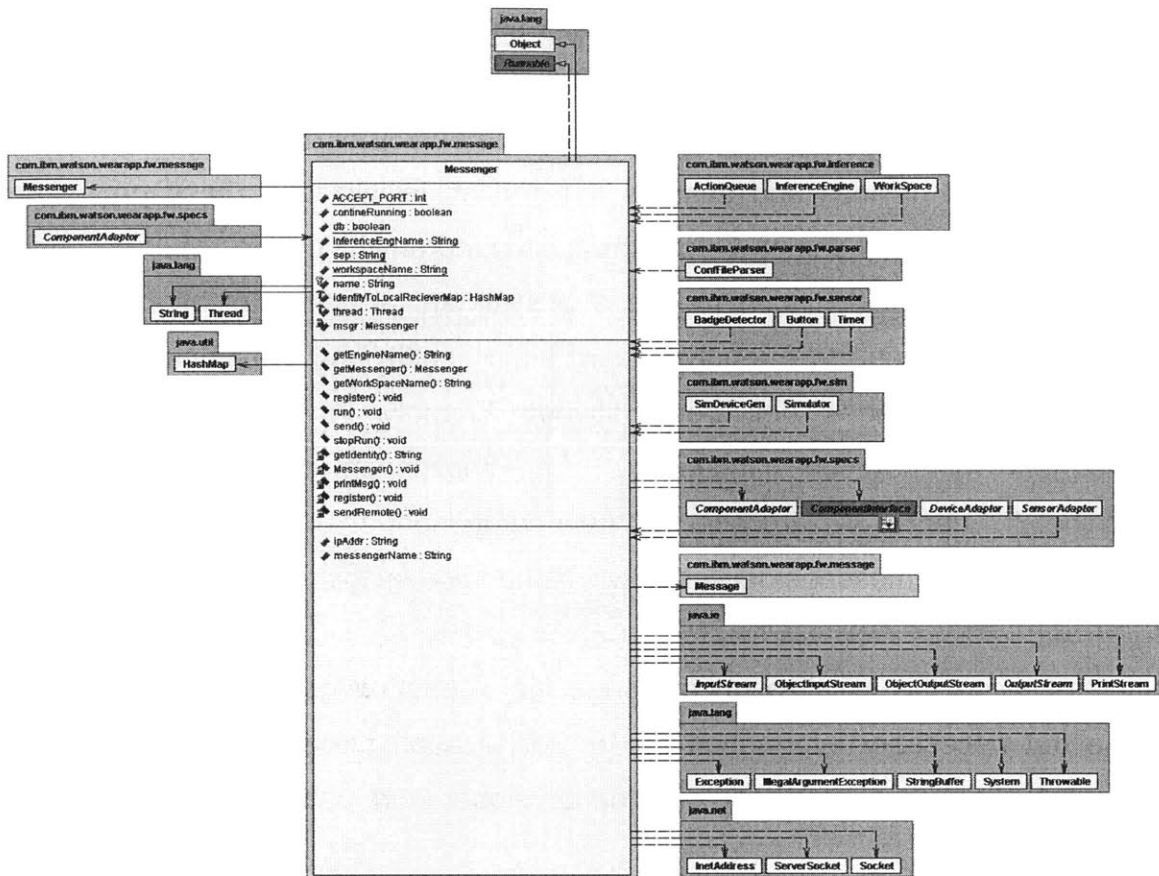 java.lang
Object
Runnable
com.ibm.watson.wearapp.fw.message
Messenger
com.ibm.watson.wearapp.fw.specs
ComponentAdaptor
java.lang
String Thread
java.util
HashMap
com.ibm.watson.wearapp.fw.message
Messenger
ACCEPT_PORT : int
contineRunning : boolean
db : boolean
inferenceEngName : String
sep : String
workspaceName : String
name : String
identityToLocalRecieverMap : HashMap
thread : Thread
msgr : Messenger
getEngineName() : String
getMessenger() : Messenger
getWorkSpaceName() : String
register() : void
run() : void
send() : void
stopRun() : void
getIdentity() : String
Messenger() : void
printMsg() : void
register() : void
sendRemote() : void
ipAddr : String
messengerName : String
com.ibm.watson.wearapp.fw.inference
ActionQueue InferenceEngine WorkSpace
com.ibm.watson.wearapp.fw.parser
ConfFileParser
com.ibm.watson.wearapp.fw.sensor
BadgeDetector Button Timer
com.ibm.watson.wearapp.fw.sim
SimDeviceGen Simulator
com.ibm.watson.wearapp.fw.specs
ComponentAdaptor ComponentInterface DeviceAdaptor SensorAdaptor
com.ibm.watson.wearapp.fw.message
Message
java.io
InputStream ObjectInputStream ObjectOutputStream OutputStream PrintStream
java.lang
Exception IllegalArgumentException StringBuffer System Throwable
java.net
InetAddress ServerSocket Socket